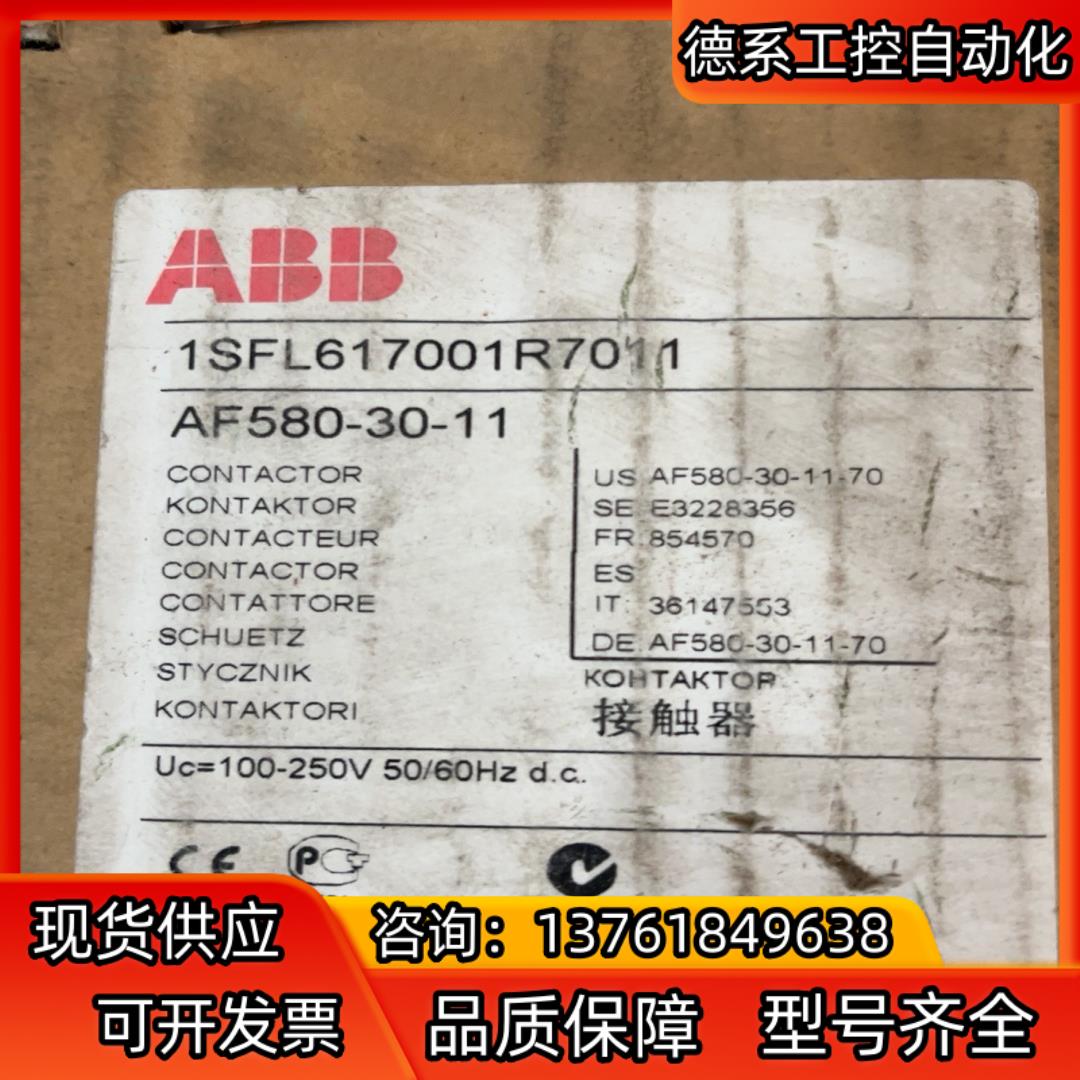 德系工控自动化
ABB
1SFL617001R7011
AF580-30-11
CONTACTOR
KONTAKTOR
CONTACTEUR
CONTACTOR
CONTATTORE
SCHUETZ
STYCZNIK
KONTAKTORI
US AF580-30-11-70
SE E3228356
FR 854570
ES
IT: 36147553
DE AF580-30-11-70
КОНТАКТОР
接触器
Uc=100-250V 50/60Hz d.c.
CE PCT
现货供应
咨询：13761849638
可开发票
品质保障
型号齐全